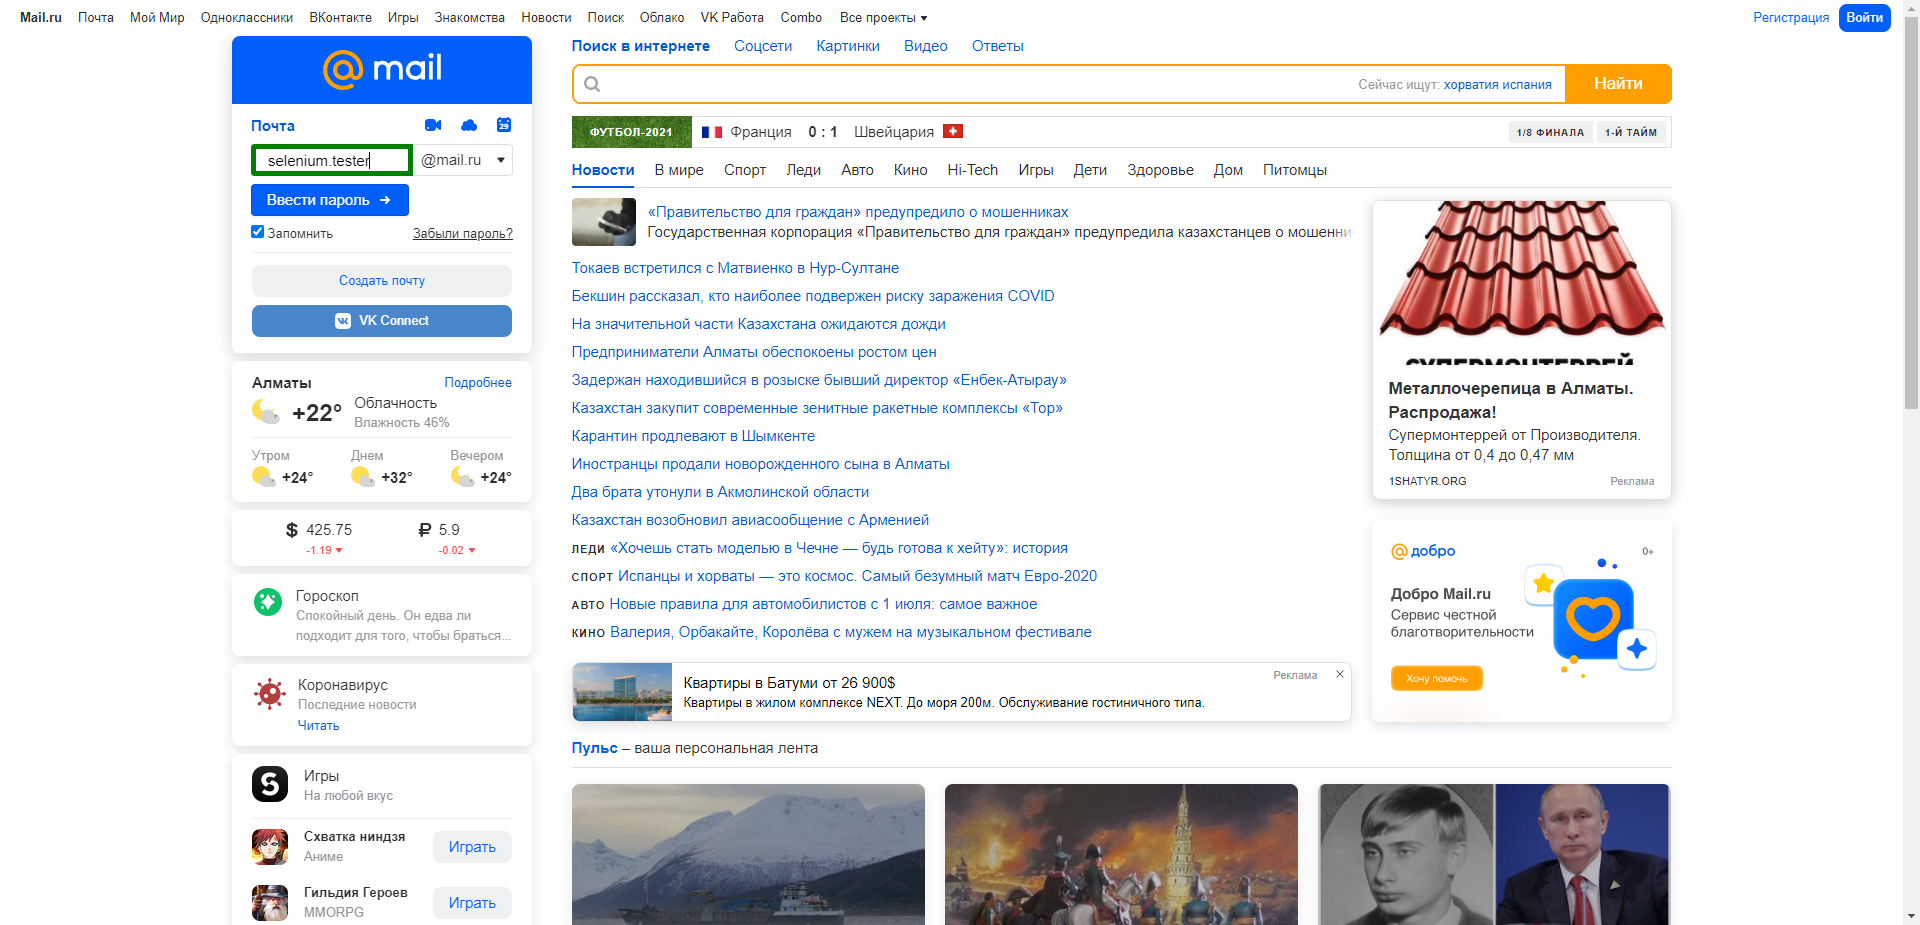 Mail.ru Почта Мой Мир Одноклассники ВКонтакте Игры Знакомства Новости Поиск Облако VK Работа Combo Все проекты
Регистрация Войти
@mail
Почта
29
selenium.tester @mail.ru
Ввести пароль
Запомнить Забыли пароль?
Создать почту
VK Connect
Алматы Подробнее
+22° Облачность
Влажность 46%
Утром Днем Вечером
+24° +32° +24°
$ 425.75 ₽ 5.9
-1.19 -0.02
Гороскоп
Спокойный день. Он едва ли
подходит для того, чтобы браться...
Коронавирус
Последние новости
Читать
Игры
На любой вкус
Схватка ниндзя
Аниме
Играть
Гильдия Героев
MMORPG
Играть
Поиск в интернете Соцсети Картинки Видео Ответы
Сейчас ищут: хорватия испания Найти
ФУТБОЛ-2021 Франция 0 : 1 Швейцария 1/8 ФИНАЛА 1-Й ТАЙМ
Новости В мире Спорт Леди Авто Кино Hi-Tech Игры Дети Здоровье Дом Питомцы
«Правительство для граждан» предупредило о мошенниках
Государственная корпорация «Правительство для граждан» предупредила казахстанцев о мошенни
Токаев встретился с Матвиенко в Нур-Султане
Бекшин рассказал, кто наиболее подвержен риску заражения COVID
На значительной части Казахстана ожидаются дожди
Предприниматели Алматы обеспокоены ростом цен
Задержан находившийся в розыске бывший директор «Енбек-Атырау»
Казахстан закупит современные зенитные ракетные комплексы «Тор»
Карантин продлевают в Шымкенте
Иностранцы продали новорожденного сына в Алматы
Два брата утонули в Акмолинской области
Казахстан возобновил авиасообщение с Арменией
ЛЕДИ «Хочешь стать моделью в Чечне — будь готова к хейту»: история
СПОРТ Испанцы и хорваты — это космос. Самый безумный матч Евро-2020
АВТО Новые правила для автомобилистов с 1 июля: самое важное
КИНО Валерия, Орбакайте, Королёва с мужем на музыкальном фестивале
Квартиры в Батуми от 26 900$
Реклама
Квартиры в жилом комплексе NEXT. До моря 200м. Обслуживание гостиничного типа.
Пульс – ваша персональная лента
СУПЕРМОНТЕРРЕЙ
Металлочерепица в Алматы.
Распродажа!
Супермонтеррей от Производителя.
Толщина от 0,4 до 0,47 мм
1SHATYR.ORG Реклама
@добро 0+
Добро Mail.ru
Сервис честной
благотворительности
Хочу помочь